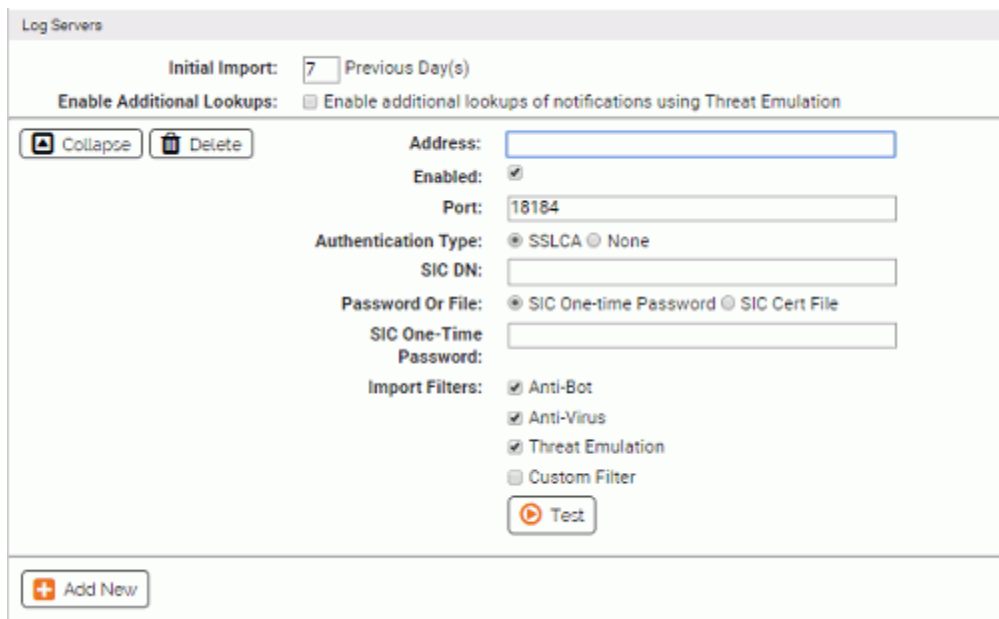 Log Servers
Initial Import: 7 Previous Day(s)
Enable Additional Lookups: Enable additional lookups of notifications using Threat Emulation
Collapse Delete Address:
Enabled:
Port: 18184
Authentication Type: SSLCA None
SIC DN:
Password Or File: SIC One-time Password SIC Cert File
SIC One-Time
Password:
Import Filters: Anti-Bot
Anti-Virus
Threat Emulation
Custom Filter
Test
Add New